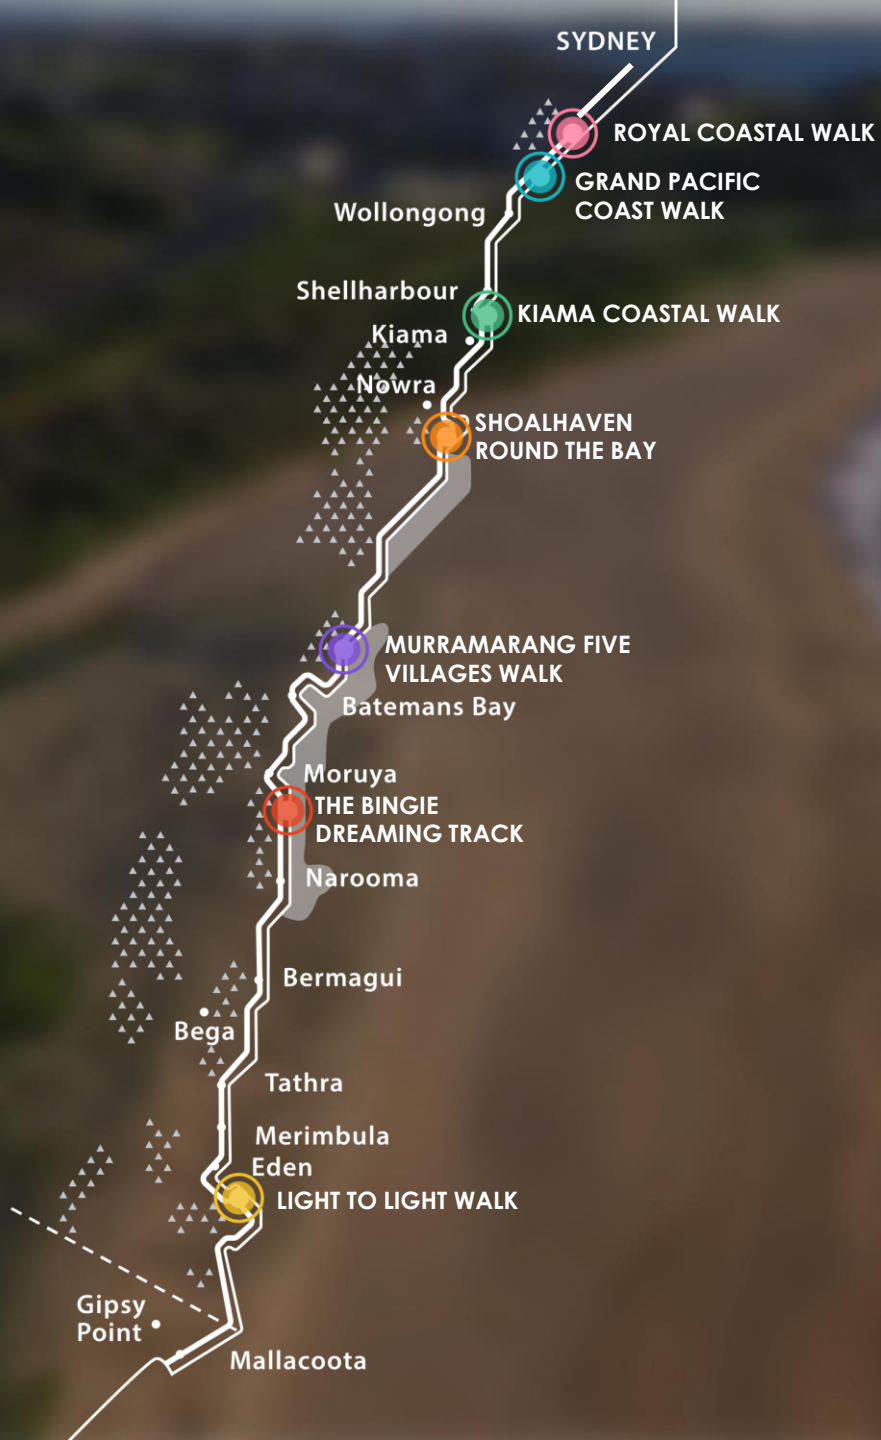 SYDNEY
ROYAL COASTAL WALK
GRAND PACIFIC
COAST WALK
Wollongong
Shellharbour
KIAMA COASTAL WALK
Kiama
Nowra
SHOALHAVEN
ROUND THE BAY
MURRAMARANG FIVE
VILLAGES WALK
Batemans Bay
Moruya
THE BINGIE
DREAMING TRACK
Narooma
Bermagui
Bega
Tathra
Merimbula
Eden
LIGHT TO LIGHT WALK
Gipsy
Point
Mallacoota